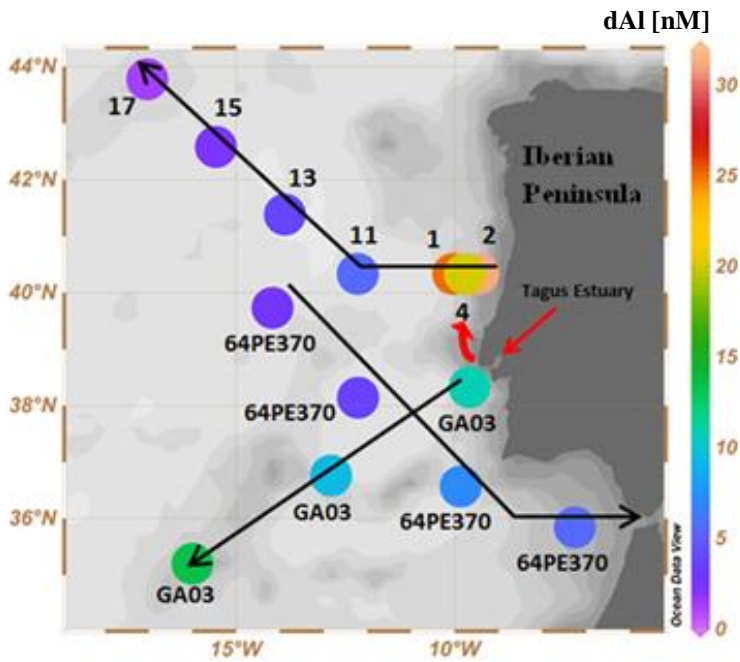 dAl [nM]
44°N
42°N
40°N
38°N
36°N
15°W
10°W
30
25
20
15
10
5
0
17
15
13
11
1
2
4
Iberian
Peninsula
Tagus Estuary
64PE370
64PE370
GA03
GA03
64PE370
64PE370
GA03
Ocean Data View